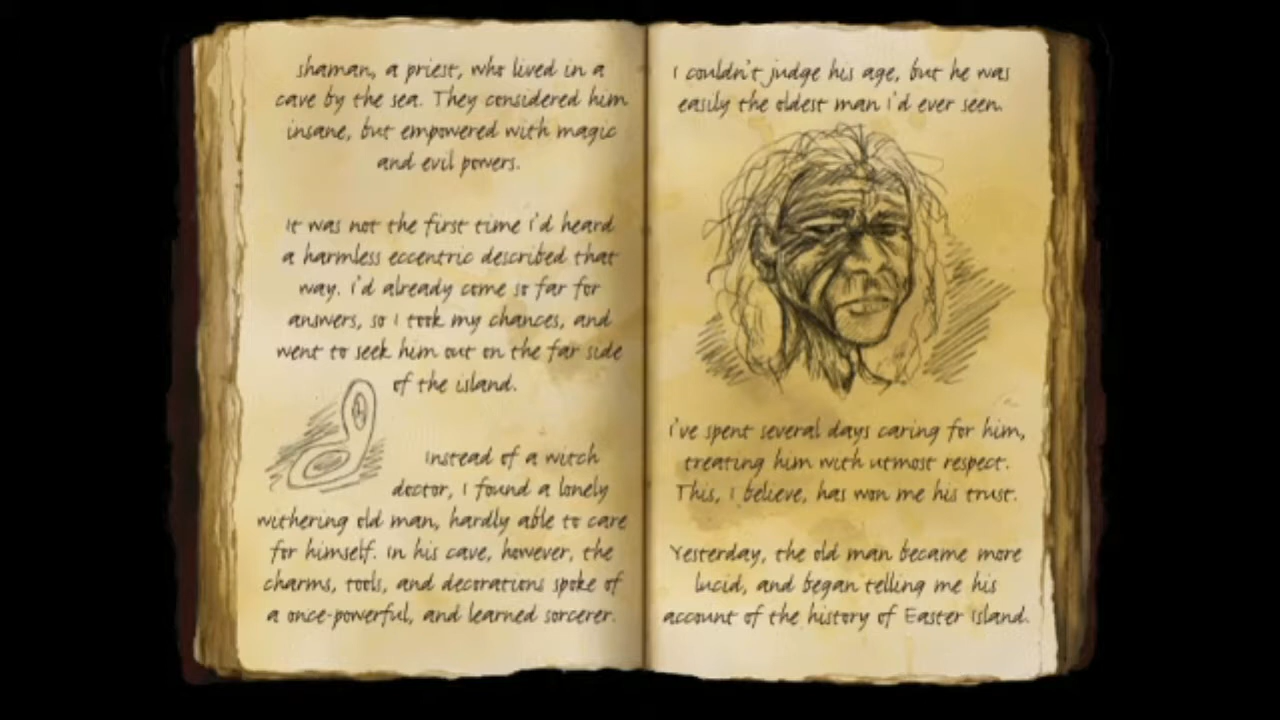 shaman, a priest, who lived in a
cave by the sea. They considered him
insane, but empowered with magic
and evil powers.
It was not the first time I'd heard
a harmless eccentric described that
way. I'd already come so far for
answers, so I took my chances, and
went to seek him out on the far side
of the island.
Instead of a witch
doctor, I found a lonely
withering old man, hardly able to care
for himself. In his cave, however, the
charms, tools, and decorations spoke of
a once-powerful, and learned sorcerer.
I couldn't judge his age, but he was
easily the oldest man I'd ever seen.
I've spent several days caring for him,
treating him with utmost respect.
This, I believe, has won me his trust.
Yesterday, the old man became more
lucid, and began telling me his
account of the history of Easter Island.